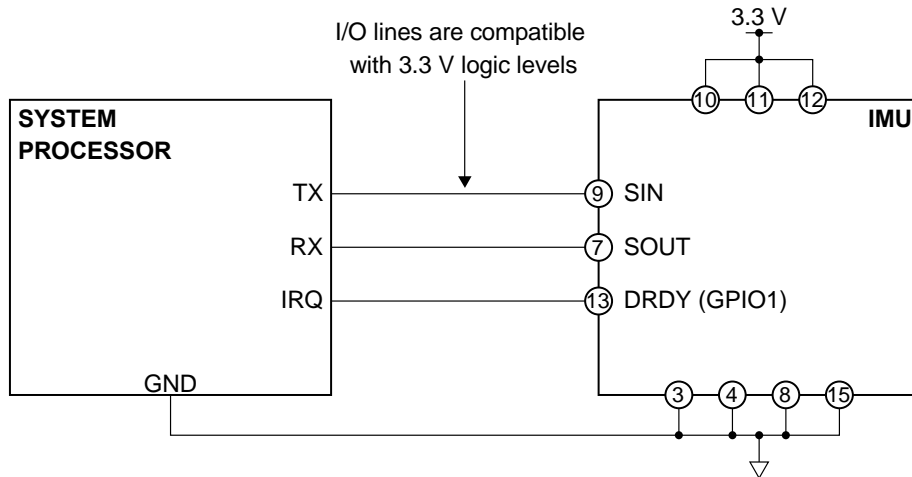 3.3 V
I/O lines are compatible
with 3.3 V logic levels
10 11 12
SYSTEM
PROCESSOR
IMU
TX 9 SIN
RX 7 SOUT
IRQ 13 DRDY (GPIO1)
GND
3 4 8 15